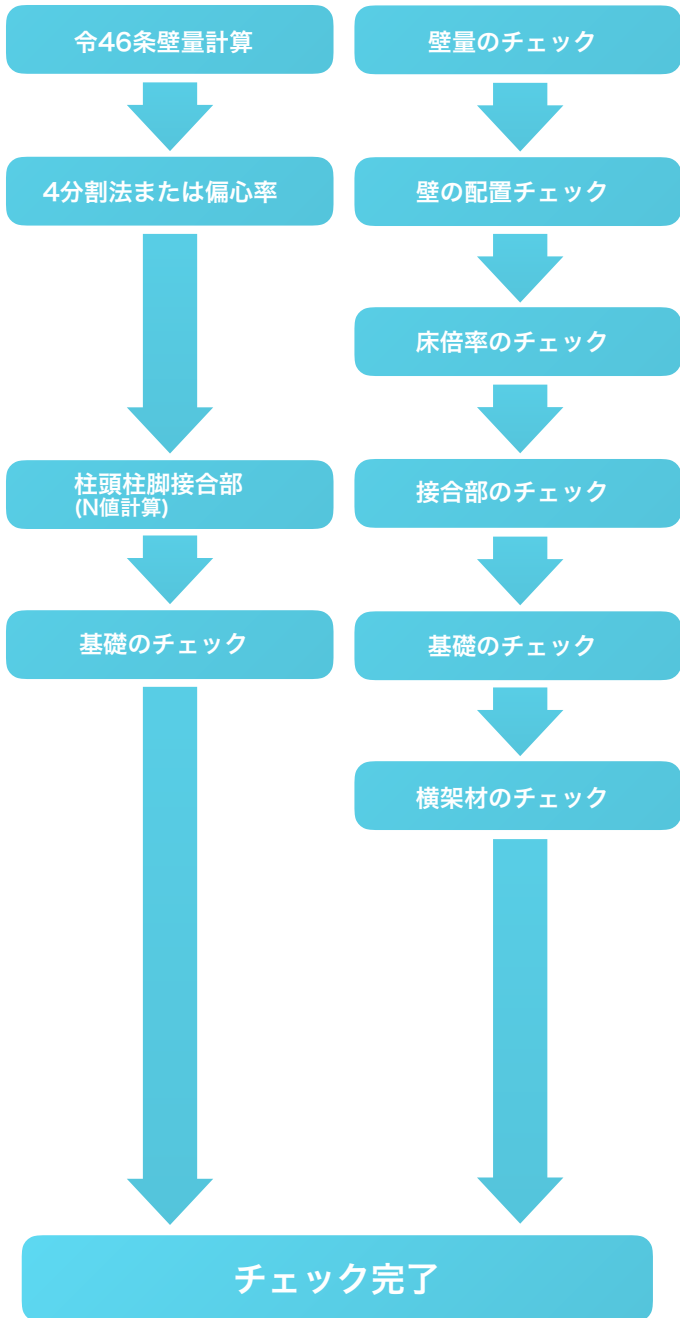 令46条壁量計算
4分割法または偏心率
柱頭柱脚接合部
(N値計算)
基礎のチェック
壁量のチェック
壁の配置チェック
床倍率のチェック
接合部のチェック
基礎のチェック
横架材のチェック
チェック完了